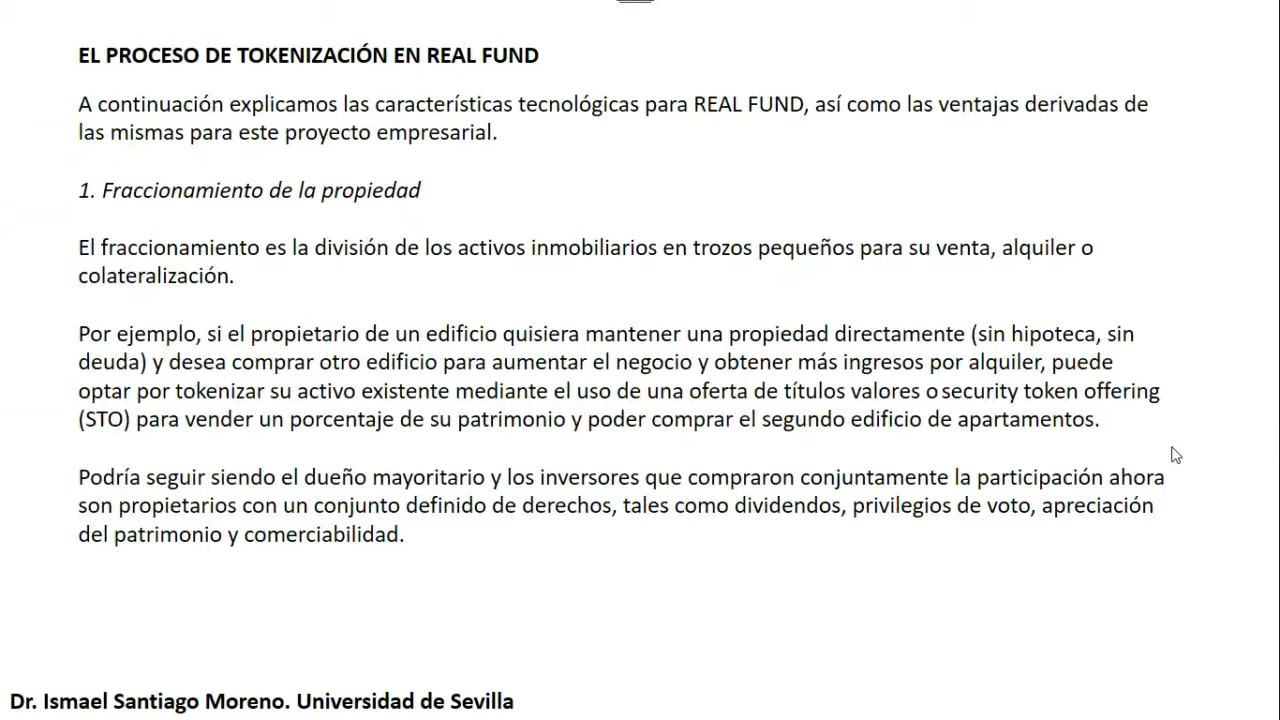 EL PROCESO DE TOKENIZACIÓN EN REAL FUND
A continuación explicamos las características tecnológicas para REAL FUND, así como las ventajas derivadas de
las mismas para este proyecto empresarial.
1. Fraccionamiento de la propiedad
El fraccionamiento es la división de los activos inmobiliarios en trozos pequeños para su venta, alquiler o
colateralización.
Por ejemplo, si el propietario de un edificio quisiera mantener una propiedad directamente (sin hipoteca, sin
deuda) y desea comprar otro edificio para aumentar el negocio y obtener más ingresos por alquiler, puede
optar por tokenizar su activo existente mediante el uso de una oferta de títulos valores o security token offering
(STO) para vender un porcentaje de su patrimonio y poder comprar el segundo edificio de apartamentos.
Podría seguir siendo el dueño mayoritario y los inversores que compraron conjuntamente la participación ahora
son propietarios con un conjunto definido de derechos, tales como dividendos, privilegios de voto, apreciación
del patrimonio y comerciabilidad.
Dr. Ismael Santiago Moreno. Universidad de Sevilla